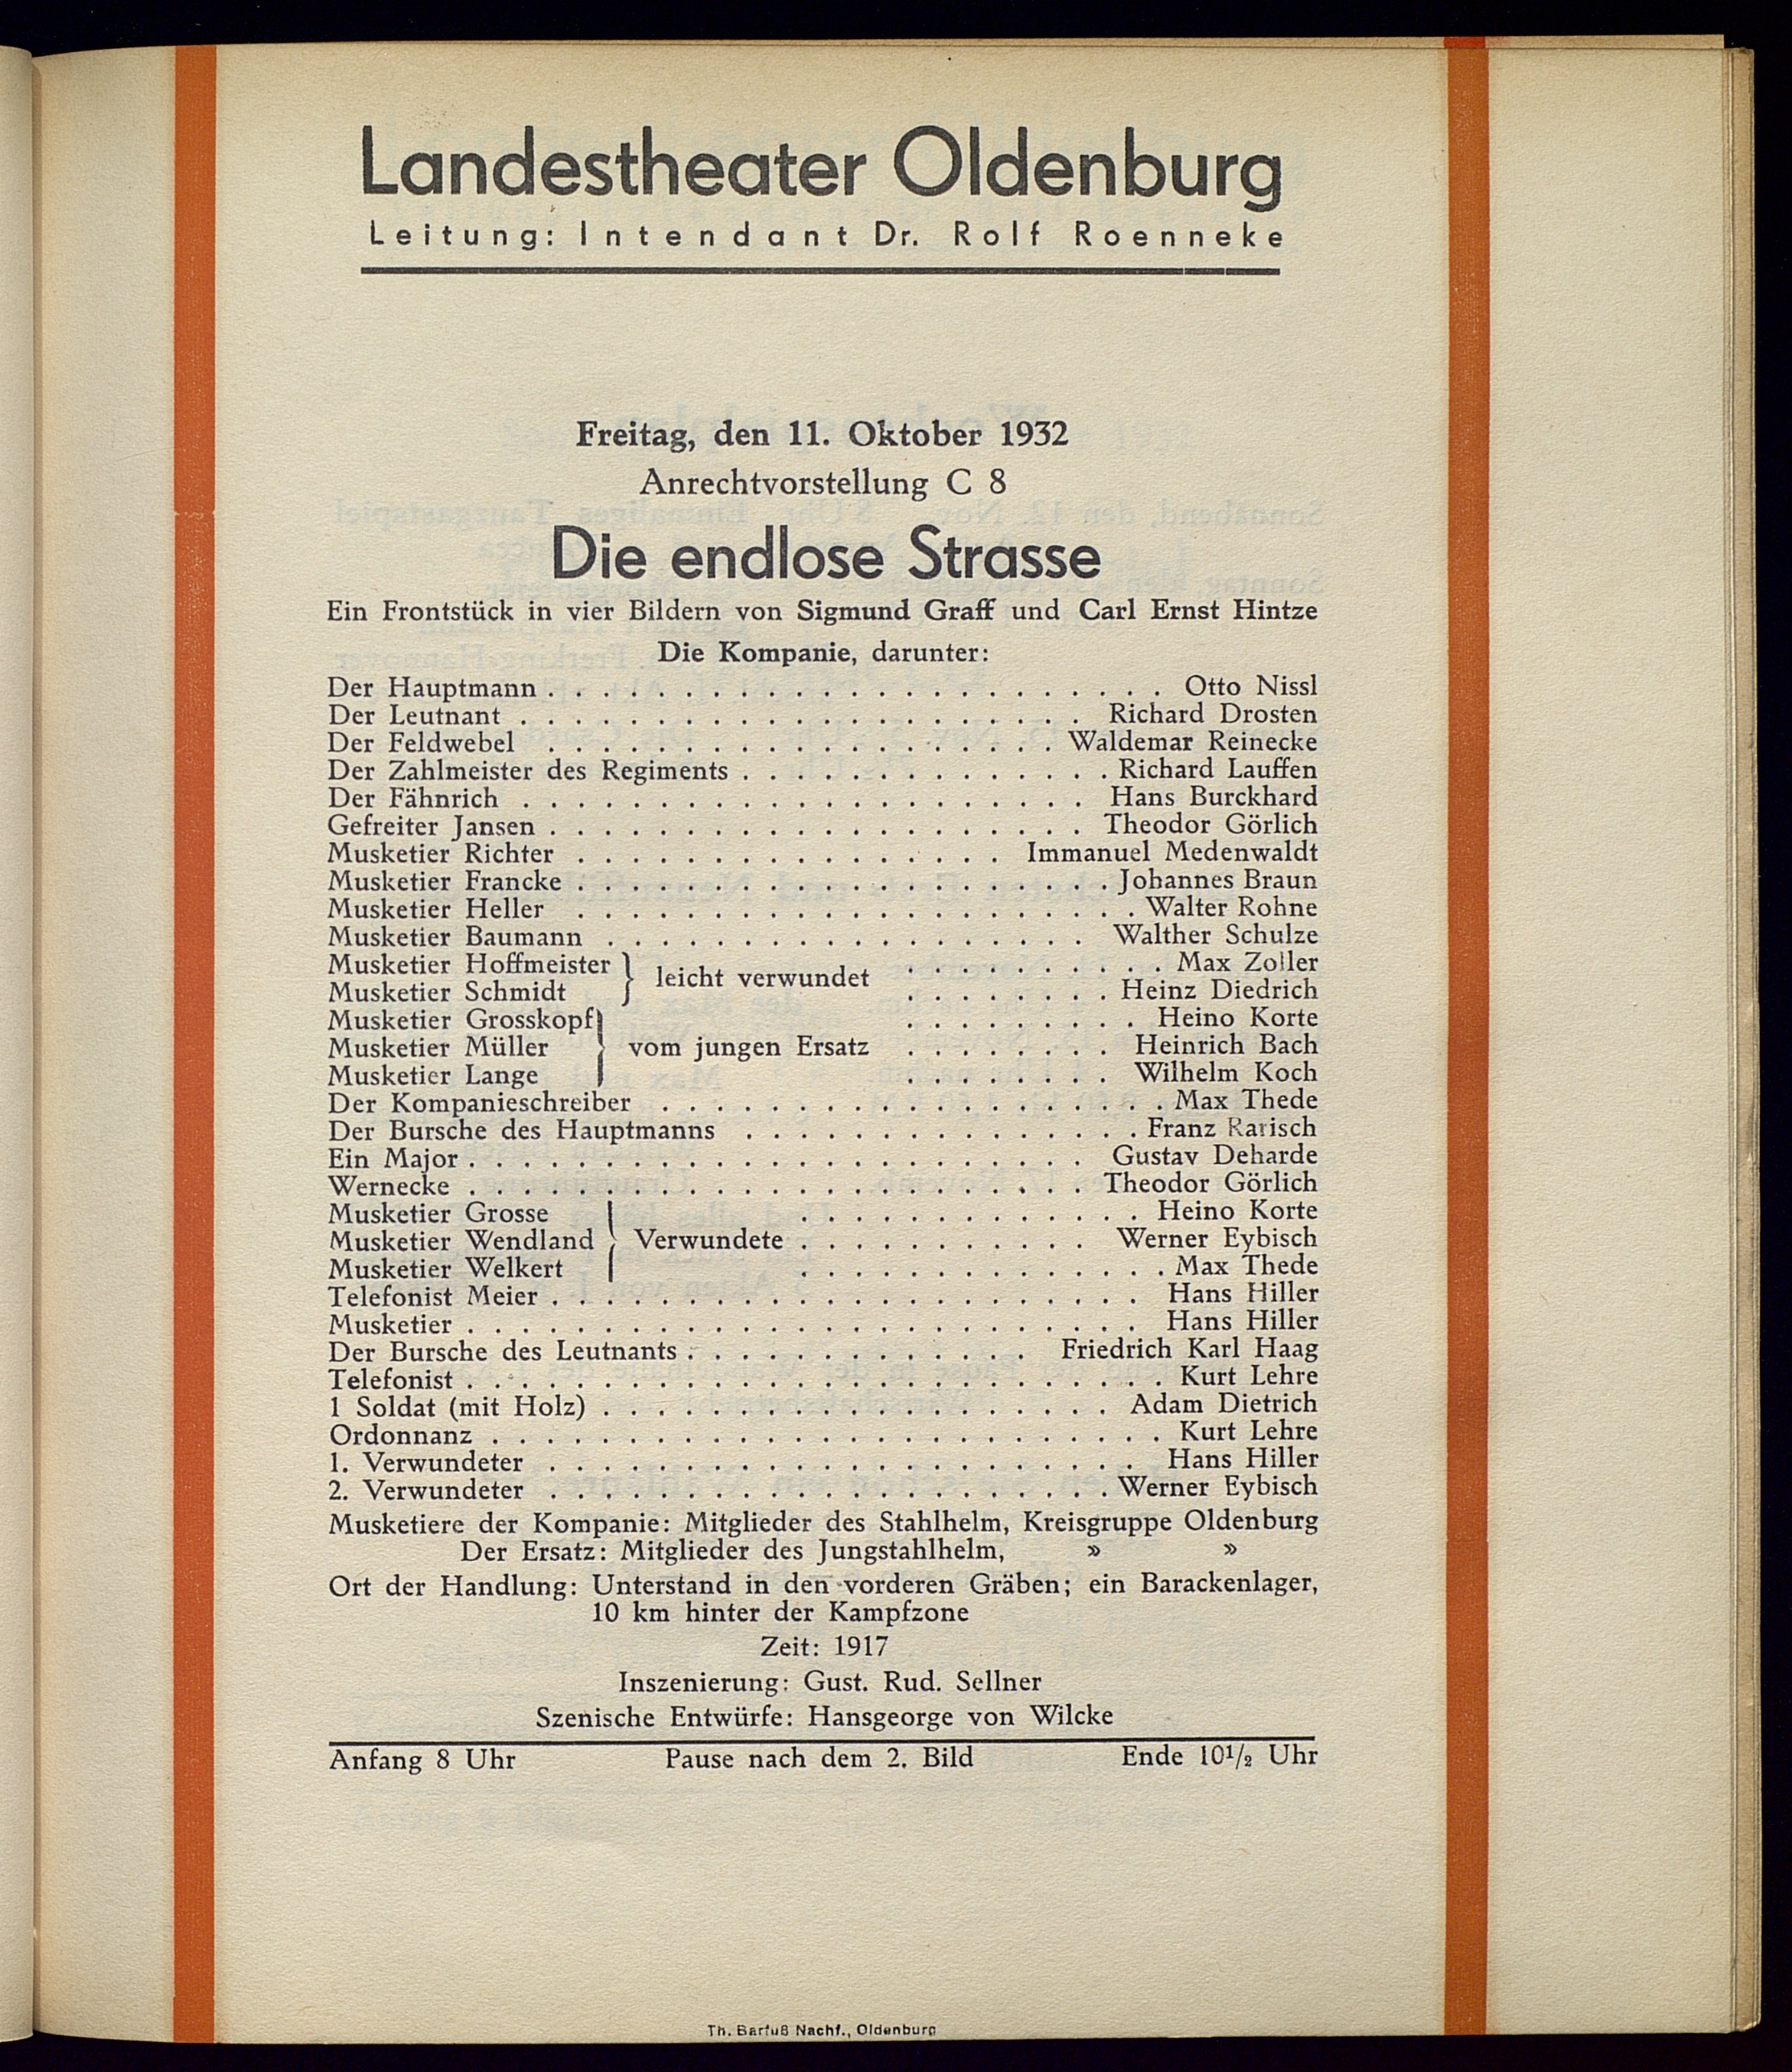 Landestheater Oldenburg
Leitung: Intendant Dr. Rolf Roenneke
Freitag, den 11. Oktober 1932
Anrechtvorstellung C 8
Die endlose Strasse
Ein Frontstück in vier Bildern von Sigmund Graff und Carl Ernst Hintze
Die Kompanie, darunter:
Der Hauptmann . . . . . . . . . . . . . . . . . . . . . . . Otto Nissl
Der Leutnant . . . . . . . . . . . . . . . . . . . . . Richard Drosten
Der Feldwebel . . . . . . . . . . . . . . . . . . . Waldemar Reinecke
Der Zahlmeister des Regiments . . . . . . . . . . . . . . Richard Lauffen
Der Fähnrich . . . . . . . . . . . . . . . . . . . . . Hans Burckhard
Gefreiter Jansen . . . . . . . . . . . . . . . . . . . . Theodor Görlich
Musketier Richter . . . . . . . . . . . . . . . . Immanuel Medenwaldt
Musketier Francke . . . . . . . . . . . . . . . . . . . . Johannes Braun
Musketier Heller . . . . . . . . . . . . . . . . . . . . . Walter Rohne
Musketier Baumann . . . . . . . . . . . . . . . . . . Walther Schulze
Musketier Hoffmeister } leicht verwundet . . . . . . . . . . Max Zoller
Musketier Schmidt } . . . . . . . . Heinz Diedrich
Musketier Grosskopf } . . . . . . . . . Heino Korte
Musketier Müller } vom jungen Ersatz . . . . . . . . Heinrich Bach
Musketier Lange } . . . . . . . . Wilhelm Koch
Der Kompanieschreiber . . . . . . . . . . . . . . . . . . . Max Thede
Der Bursche des Hauptmanns . . . . . . . . . . . . . . . Franz Rarisch
Ein Major . . . . . . . . . . . . . . . . . . . . . . . Gustav Deharde
Wernecke . . . . . . . . . . . . . . . . . . . . . . . Theodor Görlich
Musketier Grosse } . . . . . . . . . . . . . Heino Korte
Musketier Wendland } Verwundete . . . . . . . . . . . Werner Eybisch
Musketier Welkert } . . . . . . . . . . . . . . Max Thede
Telefonist Meier . . . . . . . . . . . . . . . . . . . . . . Hans Hiller
Musketier . . . . . . . . . . . . . . . . . . . . . . . . . Hans Hiller
Der Bursche des Leutnants . . . . . . . . . . . . . Friedrich Karl Haag
Telefonist . . . . . . . . . . . . . . . . . . . . . . . . . . Kurt Lehre
1 Soldat (mit Holz) . . . . . . . . . . . . . . . . . . . Adam Dietrich
Ordonnanz . . . . . . . . . . . . . . . . . . . . . . . . . Kurt Lehre
1. Verwundeter . . . . . . . . . . . . . . . . . . . . . . Hans Hiller
2. Verwundeter . . . . . . . . . . . . . . . . . . . . . Werner Eybisch
Musketiere der Kompanie: Mitglieder des Stahlhelm, Kreisgruppe Oldenburg
Der Ersatz: Mitglieder des Jungstahlhelm, » »
Ort der Handlung: Unterstand in den vorderen Gräben; ein Barackenlager,
10 km hinter der Kampfzone
Zeit: 1917
Inszenierung: Gust. Rud. Sellner
Szenische Entwürfe: Hansgeorge von Wilcke
Anfang 8 Uhr Pause nach dem 2. Bild Ende 10½ Uhr
Th. Barfuß Nachf., Oldenburg